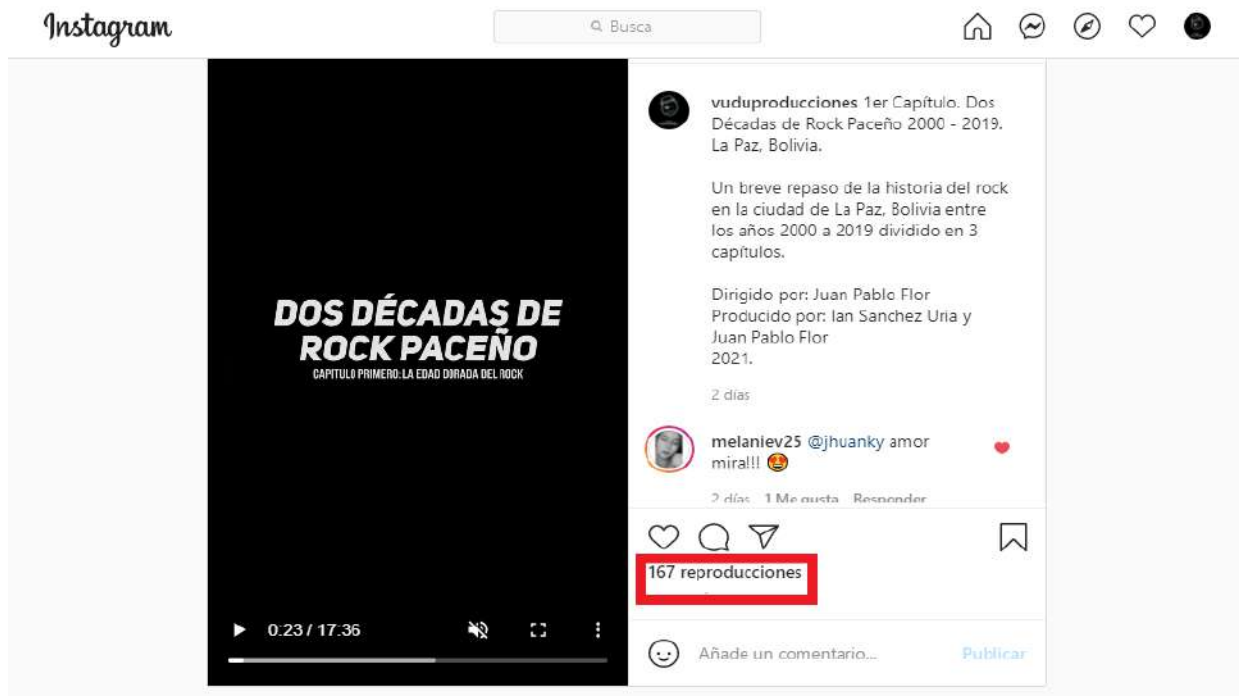 Instagram
Busca
DOS DÉCADAS DE
ROCK PACEÑO
CAPITULO PRIMERO: LA EDAD DORADA DEL ROCK
0:23 / 17:36
vuduproducciones 1er Capítulo. Dos
Décadas de Rock Paceño 2000 - 2019.
La Paz, Bolivia.
Un breve repaso de la historia del rock
en la ciudad de La Paz, Bolivia entre
los años 2000 a 2019 dividido en 3
capítulos.
Dirigido por: Juan Pablo Flor
Producido por: Ian Sanchez Uria y
Juan Pablo Flor
2021.
2 días
melaniev25 @jhuanky amor
mira!!! 🤩
2 días 1 Me gusta Responder
167 reproducciones
Añade un comentario...
Publicar